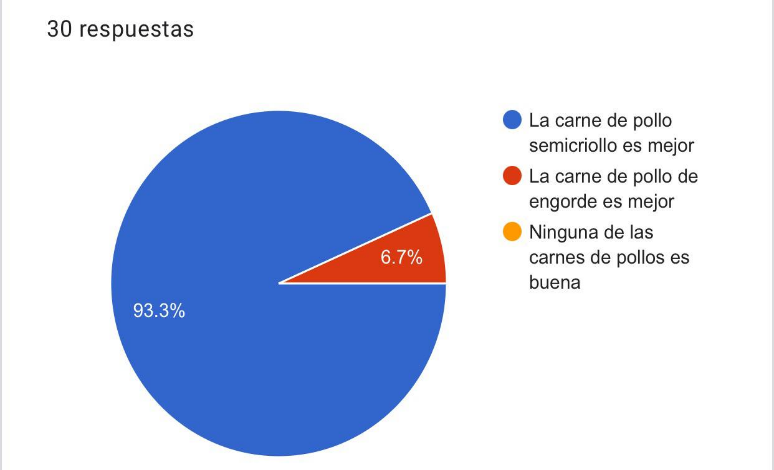 30 respuestas
La carne de pollo
semicriollo es mejor
La carne de pollo de
engorde es mejor
Ninguna de las
carnes de pollos es
buena
6.7%
93.3%